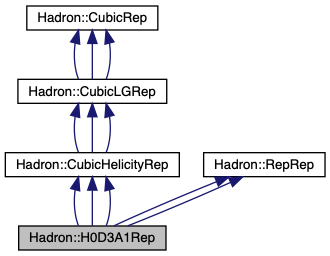 Hadron::CubicRep
Hadron::CubicLGRep
Hadron::CubicHelicityRep
Hadron::RepRep
Hadron::H0D3A1Rep